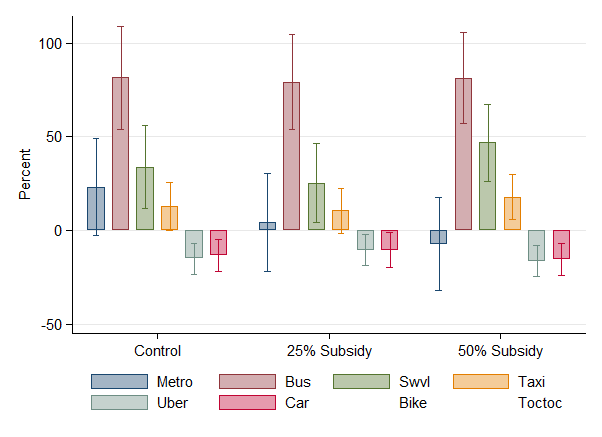 100
50
0
-50
Percent
Control 25% Subsidy 50% Subsidy
Metro Bus Swvl Taxi
Uber Car Bike Toctoc